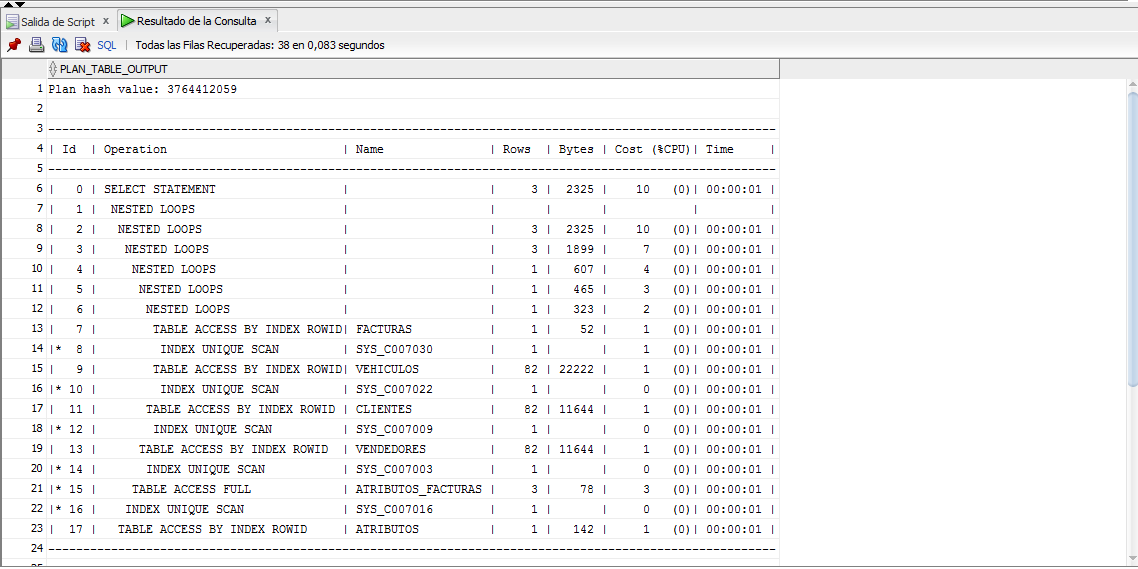 Salida de Script x Resultado de la Consulta x
SQL | Todas las Filas Recuperadas: 38 en 0,083 segundos
PLAN_TABLE_OUTPUT
1 Plan hash value: 3764412059
2
3 --------------------------------------------------------------------------------------------------------
4 | Id  | Operation                         | Name               | Rows  | Bytes | Cost (%CPU)| Time     |
5 --------------------------------------------------------------------------------------------------------
6 |   0 | SELECT STATEMENT                  |                    |     3 |  2325 |    10   (0)| 00:00:01 |
7 |   1 |  NESTED LOOPS                     |                    |       |       |            |          |
8 |   2 |   NESTED LOOPS                    |                    |     3 |  2325 |    10   (0)| 00:00:01 |
9 |   3 |    NESTED LOOPS                   |                    |     3 |  1899 |     7   (0)| 00:00:01 |
10 |   4 |     NESTED LOOPS                  |                    |     1 |   607 |     4   (0)| 00:00:01 |
11 |   5 |      NESTED LOOPS                 |                    |     1 |   465 |     3   (0)| 00:00:01 |
12 |   6 |       NESTED LOOPS                |                    |     1 |   323 |     2   (0)| 00:00:01 |
13 |   7 |        TABLE ACCESS BY INDEX ROWID| FACTURAS           |     1 |    52 |     1   (0)| 00:00:01 |
14 |*  8 |         INDEX UNIQUE SCAN         | SYS_C007030        |     1 |       |     1   (0)| 00:00:01 |
15 |   9 |        TABLE ACCESS BY INDEX ROWID| VEHICULOS          |    82 | 22222 |     1   (0)| 00:00:01 |
16 |* 10 |         INDEX UNIQUE SCAN         | SYS_C007022        |     1 |       |     0   (0)| 00:00:01 |
17 |  11 |       TABLE ACCESS BY INDEX ROWID | CLIENTES           |    82 | 11644 |     1   (0)| 00:00:01 |
18 |* 12 |        INDEX UNIQUE SCAN          | SYS_C007009        |     1 |       |     0   (0)| 00:00:01 |
19 |  13 |      TABLE ACCESS BY INDEX ROWID  | VENDEDORES         |    82 | 11644 |     1   (0)| 00:00:01 |
20 |* 14 |       INDEX UNIQUE SCAN           | SYS_C007003        |     1 |       |     0   (0)| 00:00:01 |
21 |* 15 |     TABLE ACCESS FULL             | ATRIBUTOS_FACTURAS |     3 |    78 |     3   (0)| 00:00:01 |
22 |* 16 |    INDEX UNIQUE SCAN              | SYS_C007016        |     1 |       |     0   (0)| 00:00:01 |
23 |  17 |   TABLE ACCESS BY INDEX ROWID     | ATRIBUTOS          |     1 |   142 |     1   (0)| 00:00:01 |
24 --------------------------------------------------------------------------------------------------------